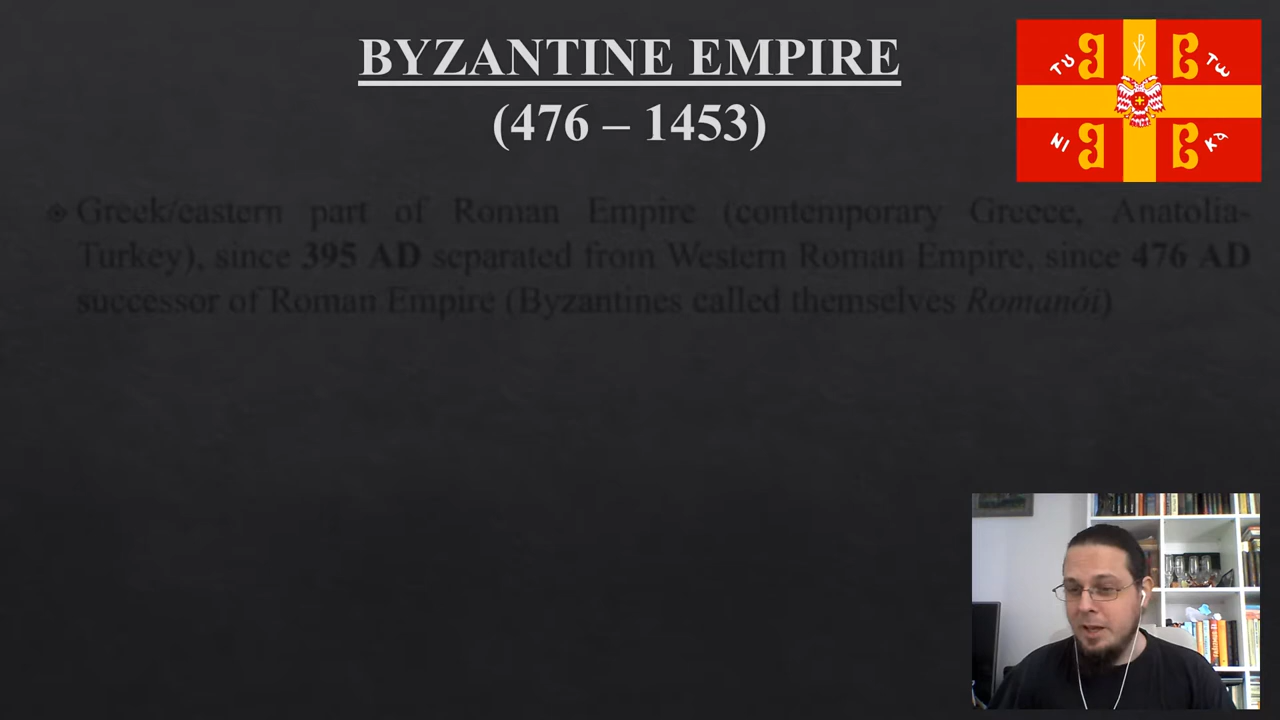 BYZANTINE EMPIRE
(476 – 1453)
Greek/eastern part of Roman Empire (contemporary Greece, Anatolia-
Turkey), since 395 AD separated from Western Roman Empire, since 476 AD
successor of Roman Empire (Byzantines called themselves Romanói)